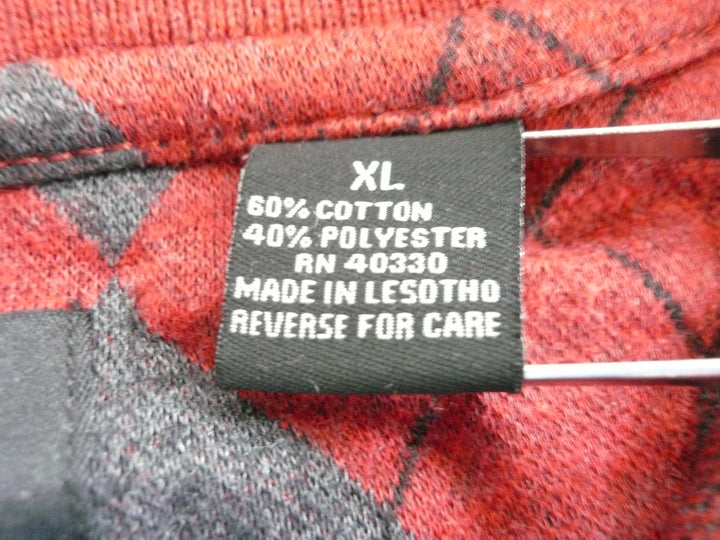 XL
60% COTTON
40% POLYESTER
RN 40330
MADE IN LESOTHO
REVERSE FOR CARE